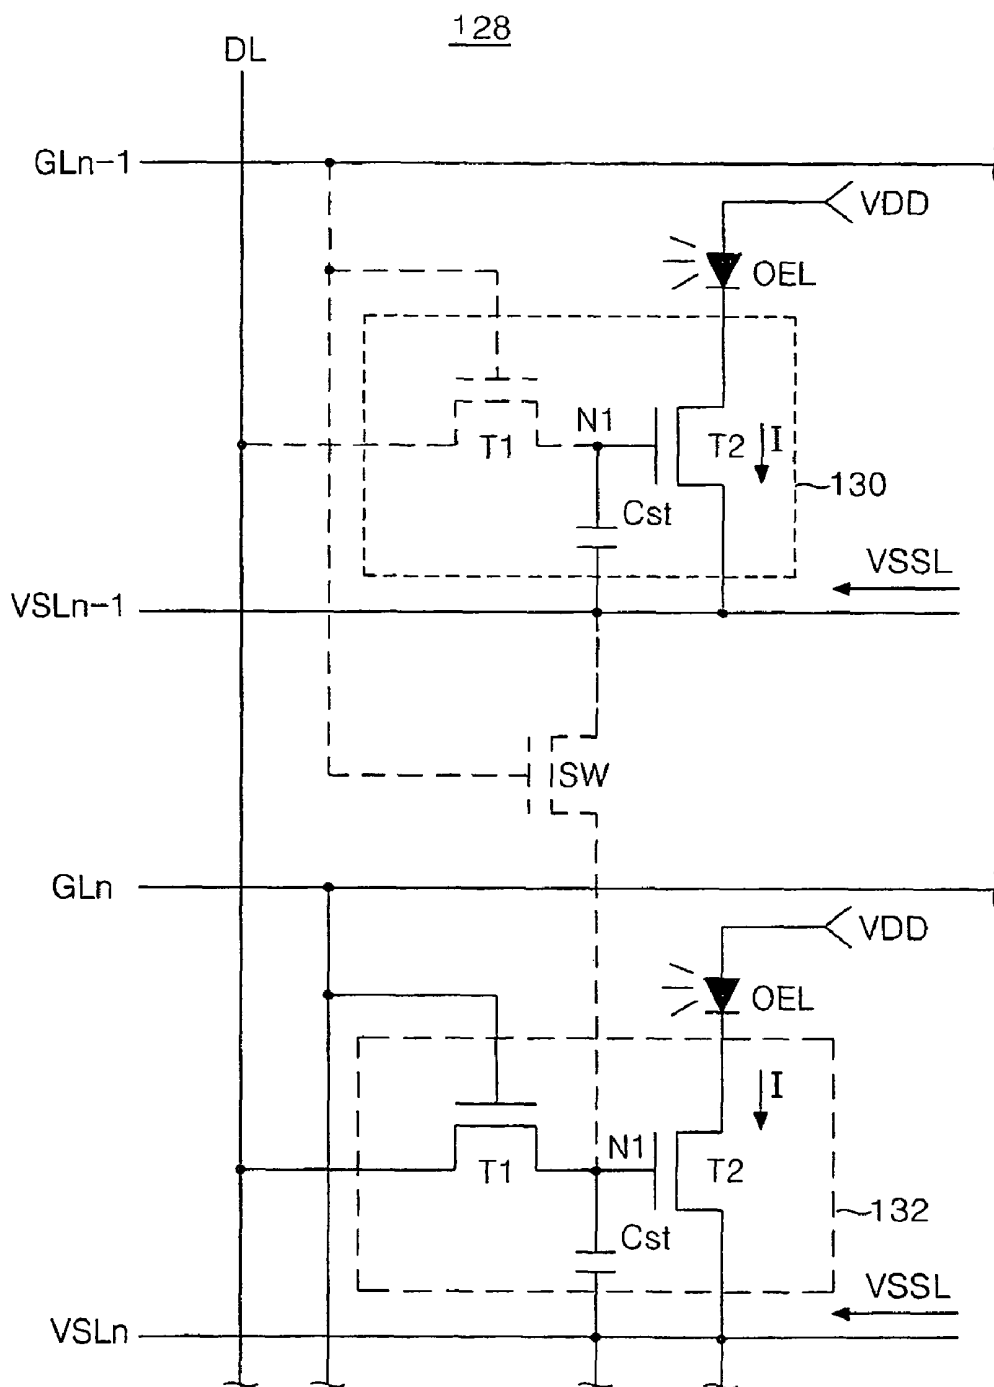 128
DL
GLn-1
VDD
OEL
N1
T1
T2
I
130
Cst
VSSL
VSLn-1
SW
GLn
VDD
OEL
I
N1
T1
T2
132
Cst
VSSL
VSLn